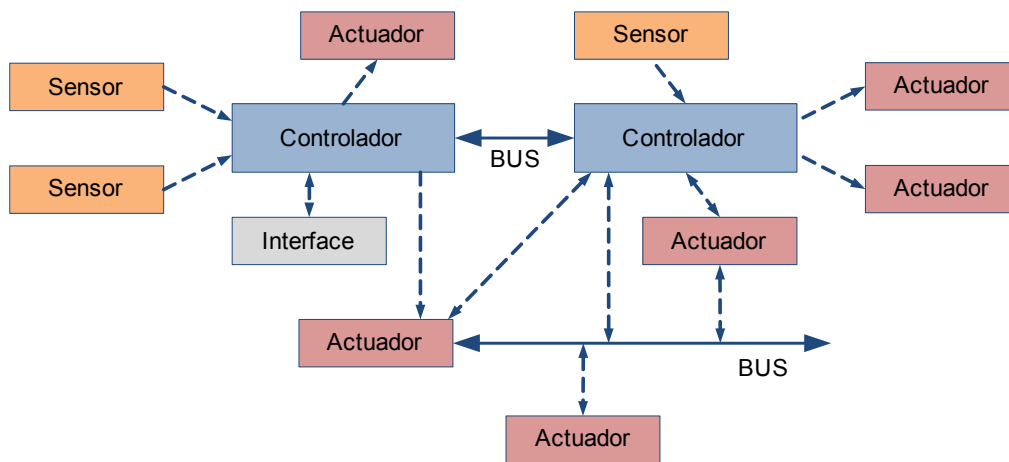 Actuador
Sensor
Sensor
Actuador
Controlador
Controlador
BUS
Sensor
Actuador
Interface
Actuador
Actuador
BUS
Actuador